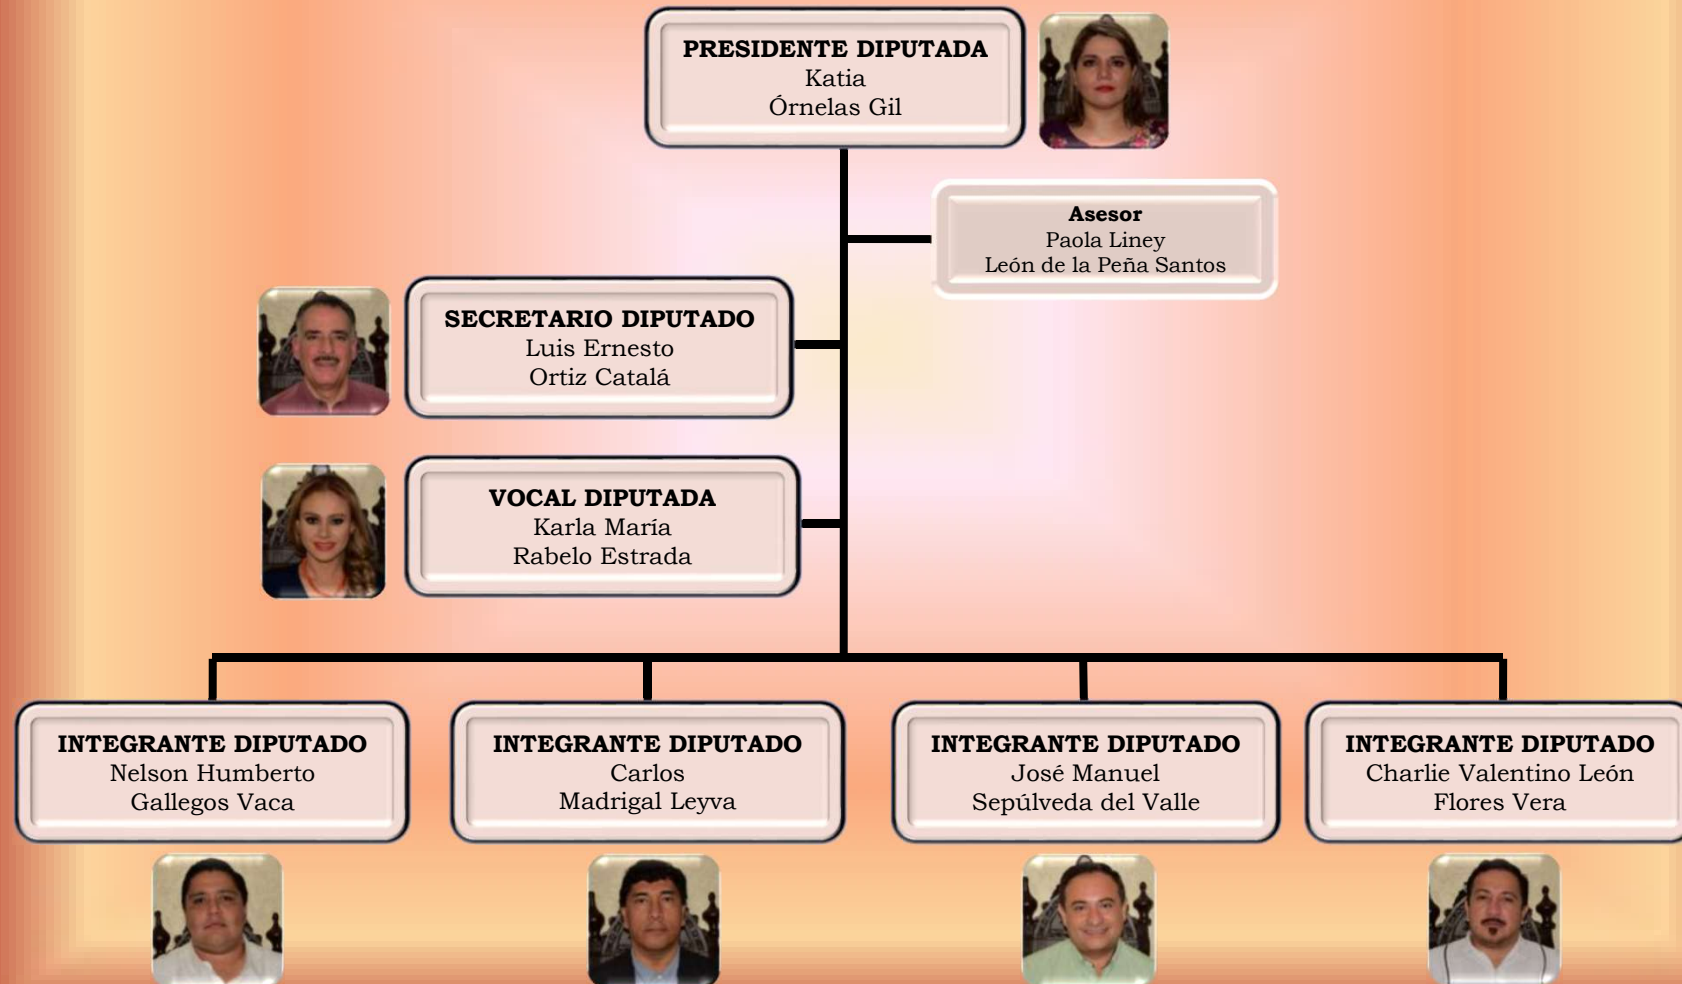 PRESIDENTE DIPUTADA
Katia
Órnelas Gil
Asesor
Paola Liney
León de la Peña Santos
SECRETARIO DIPUTADO
Luis Ernesto
Ortiz Catalá
VOCAL DIPUTADA
Karla María
Rabelo Estrada
INTEGRANTE DIPUTADO
Nelson Humberto
Gallegos Vaca
INTEGRANTE DIPUTADO
Carlos
Madrigal Leyva
INTEGRANTE DIPUTADO
José Manuel
Sepúlveda del Valle
INTEGRANTE DIPUTADO
Charlie Valentino León
Flores Vera